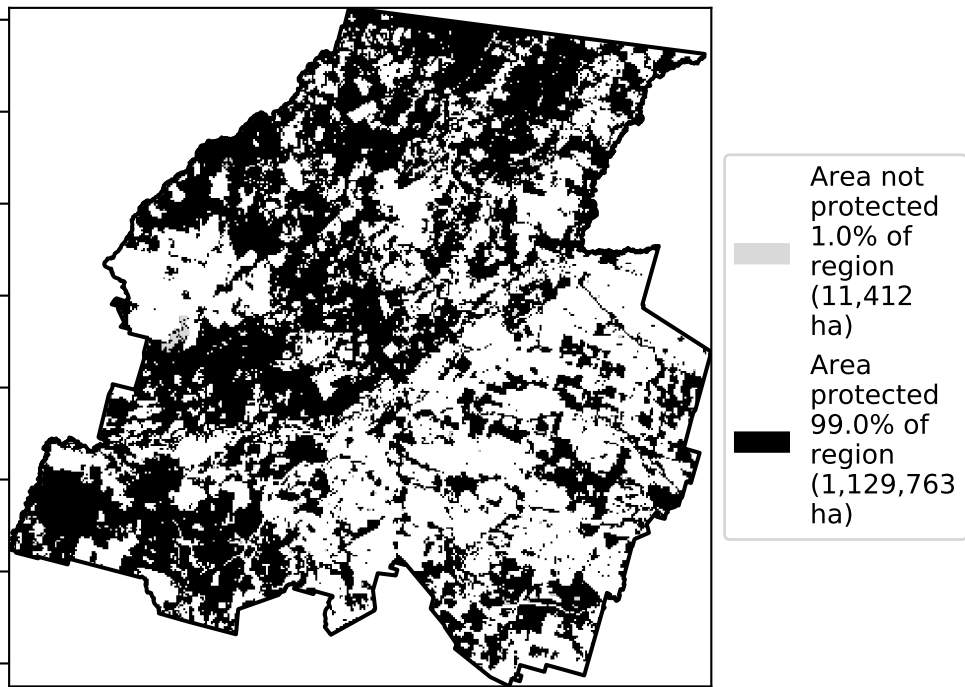 Area not
protected
1.0% of
region
(11,412
ha)
Area
protected
99.0% of
region
(1,129,763
ha)